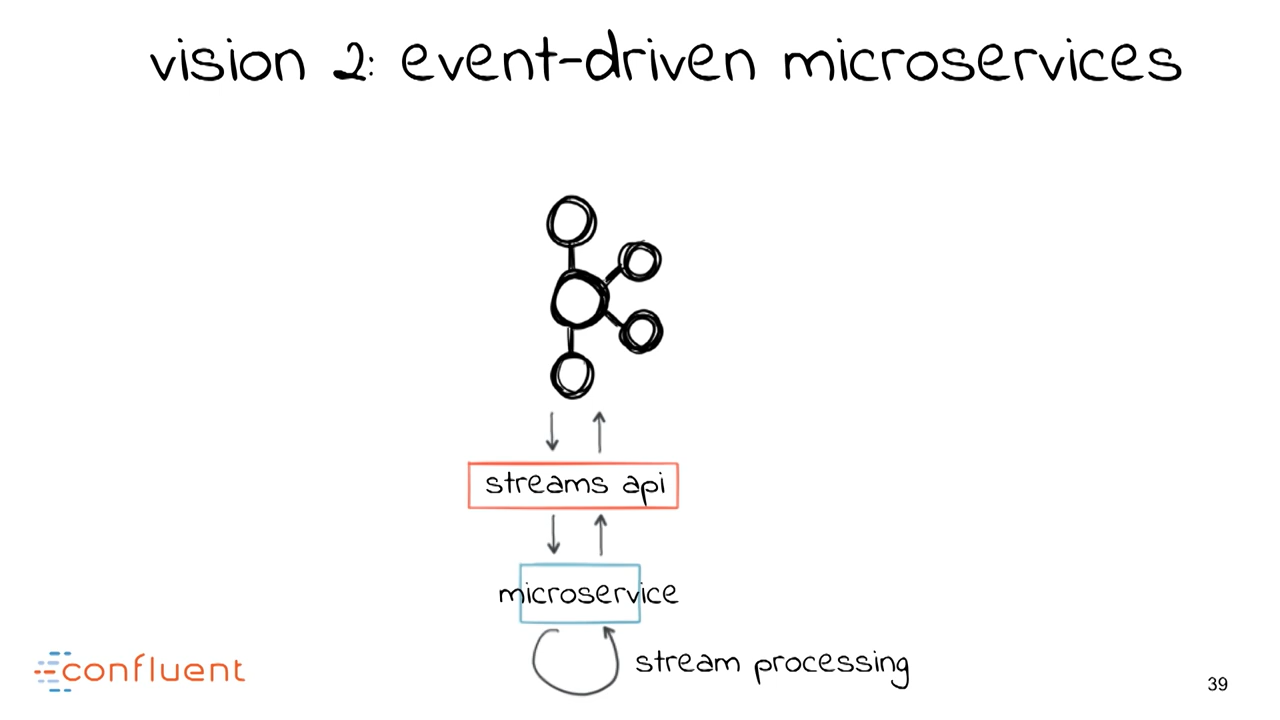 vision 2: event-driven microservices
streams api
microservice
stream processing
confluent
39